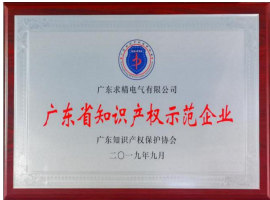 广东求精电气有限公司
广东省知识产权示范企业
广东知识产权保护协会
二〇一九年九月